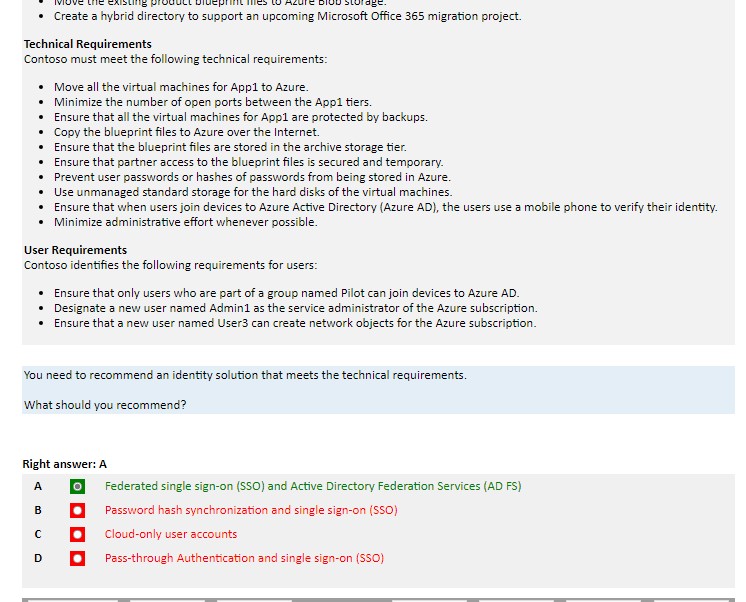 Move the existing product blueprint files to Azure Blob storage.
• Create a hybrid directory to support an upcoming Microsoft Office 365 migration project.
Technical Requirements
Contoso must meet the following technical requirements:
• Move all the virtual machines for App1 to Azure.
• Minimize the number of open ports between the App1 tiers.
• Ensure that all the virtual machines for App1 are protected by backups.
• Copy the blueprint files to Azure over the Internet.
• Ensure that the blueprint files are stored in the archive storage tier.
• Ensure that partner access to the blueprint files is secured and temporary.
• Prevent user passwords or hashes of passwords from being stored in Azure.
• Use unmanaged standard storage for the hard disks of the virtual machines.
• Ensure that when users join devices to Azure Active Directory (Azure AD), the users use a mobile phone to verify their identity.
• Minimize administrative effort whenever possible.
User Requirements
Contoso identifies the following requirements for users:
• Ensure that only users who are part of a group named Pilot can join devices to Azure AD.
• Designate a new user named Admin1 as the service administrator of the Azure subscription.
• Ensure that a new user named User3 can create network objects for the Azure subscription.
You need to recommend an identity solution that meets the technical requirements.
What should you recommend?
Right answer: A
A Federated single sign-on (SSO) and Active Directory Federation Services (AD FS)
B Password hash synchronization and single sign-on (SSO)
C Cloud-only user accounts
D Pass-through Authentication and single sign-on (SSO)